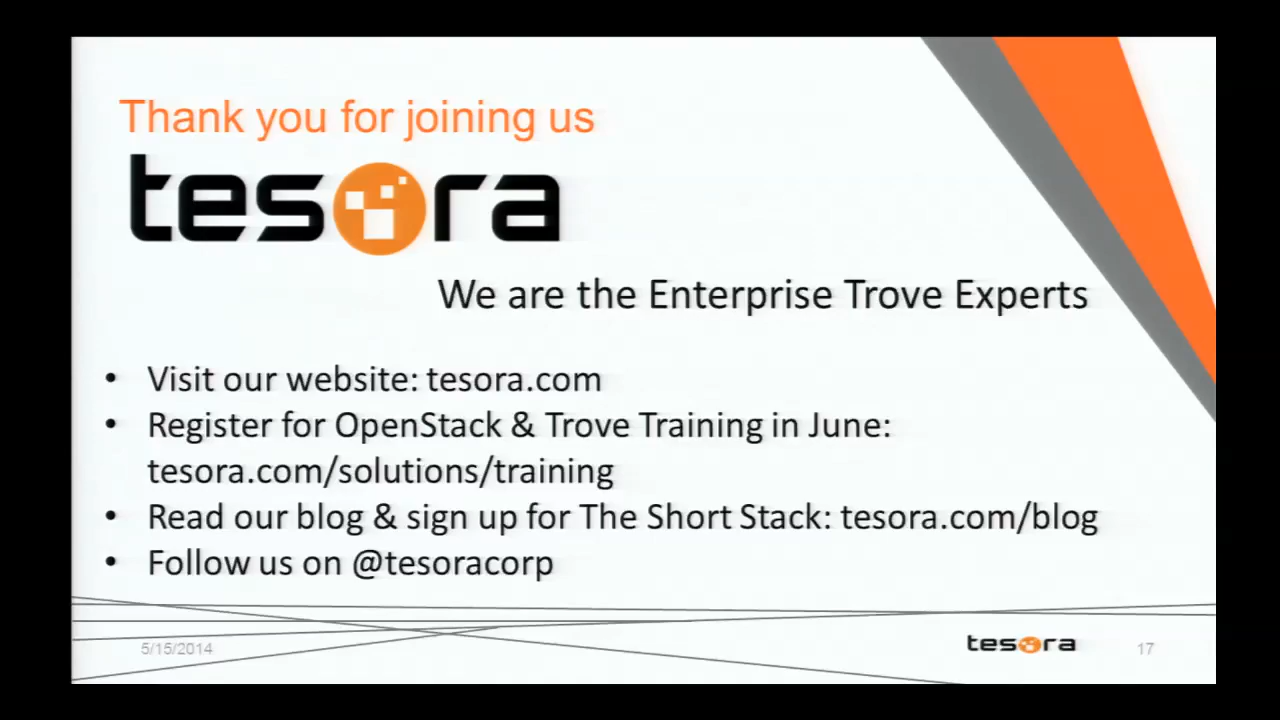 Thank you for joining us
tesora
We are the Enterprise Trove Experts
• Visit our website: tesora.com
• Register for OpenStack & Trove Training in June:
tesora.com/solutions/training
• Read our blog & sign up for The Short Stack: tesora.com/blog
• Follow us on @tesoracorp
5/15/2014
tesora
17